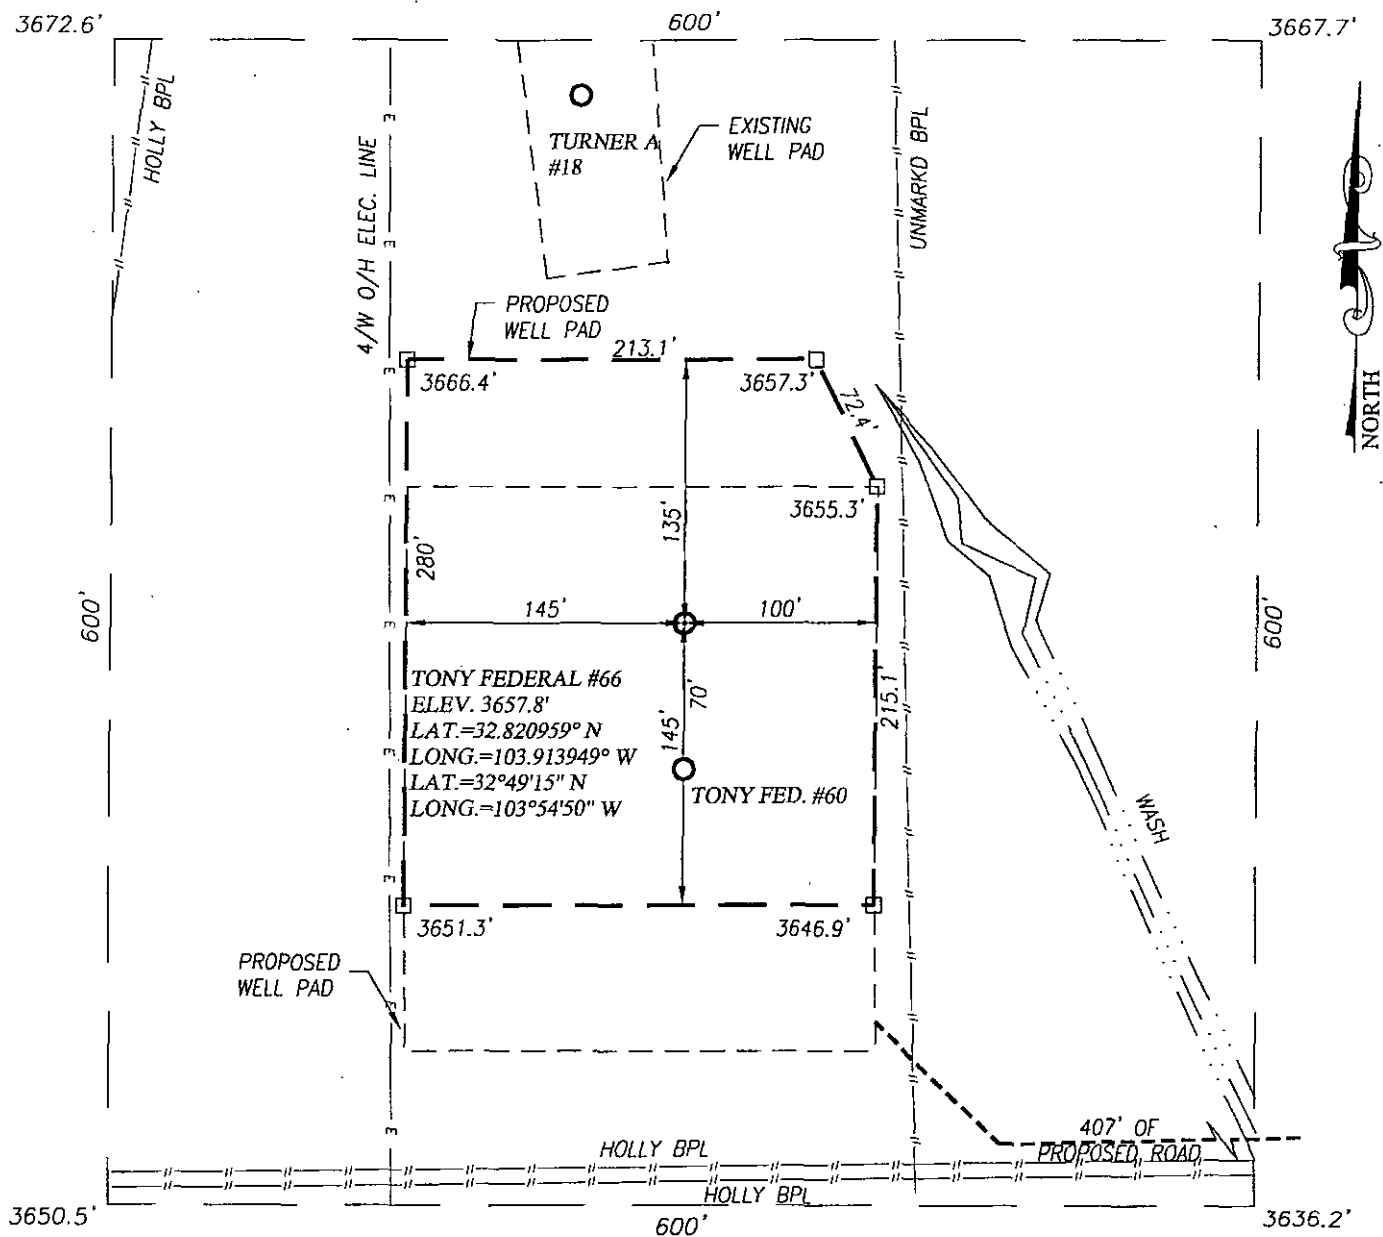 3672.6'
600'
3667.7'
HOLLY BPL
4/W O/H ELEC. LINE
E
TURNER A
#18
EXISTING
WELL PAD
UNMARKD BPL
NORTH
PROPOSED
WELL PAD
213.1'
3666.4'
3657.3'
72.4'
3655.3'
135'
280'
600'
145'
100'
600'
TONY FEDERAL #66
ELEV. 3657.8'
LAT.=32.820959° N
LONG.=103.913949° W
LAT.=32°49'15" N
LONG.=103°54'50" W
70'
145'
215.1'
TONY FED. #60
WASH
3651.3'
3646.9'
PROPOSED
WELL PAD
407' OF
PROPOSED ROAD
HOLLY BPL
HOLLY BPL
3650.5'
600'
3636.2'